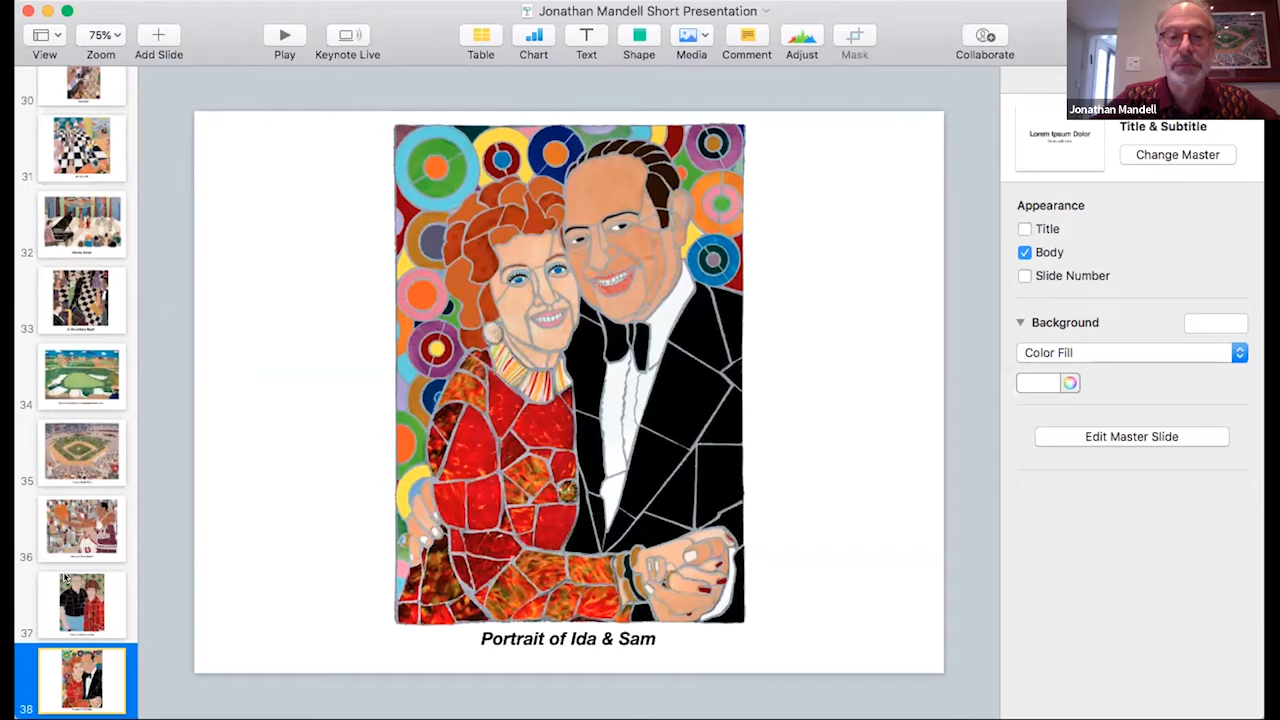 Jonathan Mandell Short Presentation
75%
View
Zoom
Add Slide
Play
Keynote Live
Table
Chart
Text
Shape
Media
Comment
Adjust
Mask
Collaborate
Jonathan Mandell
30
31
32
33
34
35
36
37
38
Portrait of Ida & Sam
Lorem Ipsum Dolor
Title & Subtitle
Change Master
Appearance
Title
Body
Slide Number
Background
Color Fill
Edit Master Slide